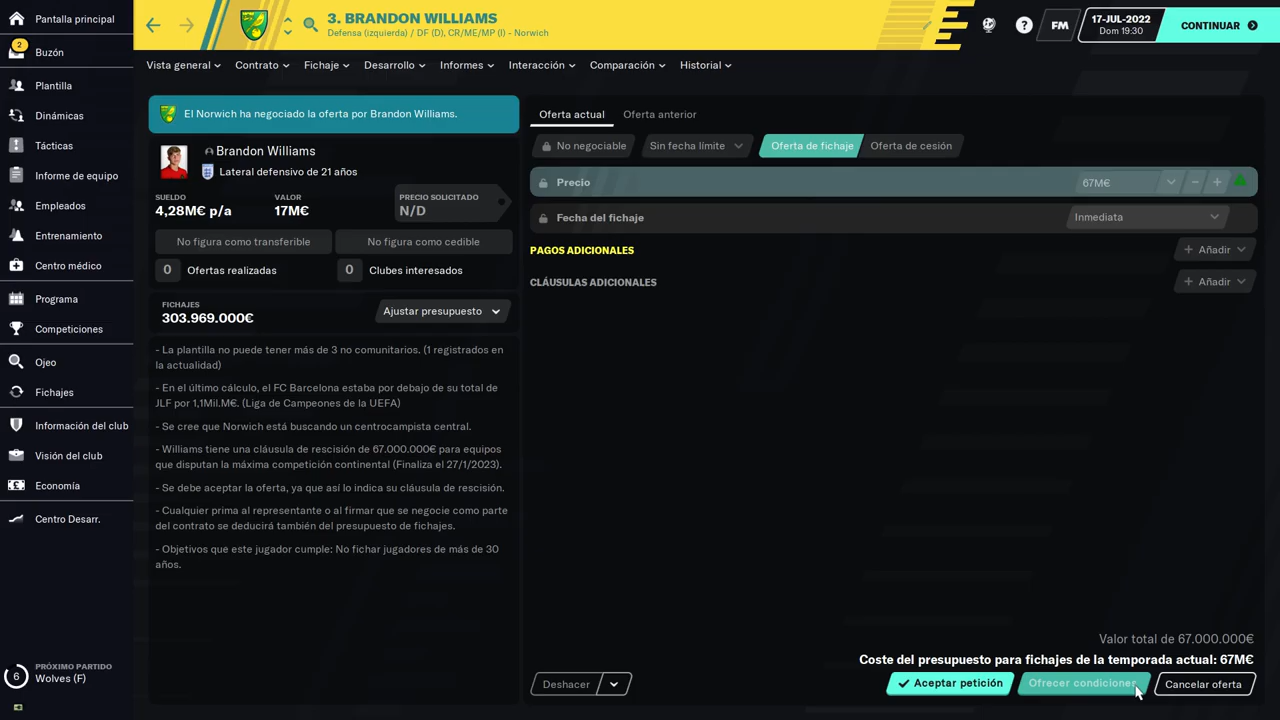 Pantalla principal
2
Buzón
Plantilla
Dinámicas
Tácticas
Informe de equipo
Empleados
Entrenamiento
Centro médico
Programa
Competiciones
Ojeo
Fichajes
Información del club
Visión del club
Economía
Centro Desarr.
6
PRÓXIMO PARTIDO
Wolves (F)
3. BRANDON WILLIAMS
Defensa (izquierda) / DF (D), CR/ME/MP (I) - Norwich
?
FM
17-JUL-2022
Dom 19:30
CONTINUAR
Vista general
Contrato
Fichaje
Desarrollo
Informes
Interacción
Comparación
Historial
El Norwich ha negociado la oferta por Brandon Williams.
Brandon Williams
Lateral defensivo de 21 años
SUELDO
4,28M€ p/a
VALOR
17M€
PRECIO SOLICITADO
N/D
No figura como transferible
No figura como cedible
0 Ofertas realizadas
0 Clubes interesados
FICHAJES
303.969.000€
Ajustar presupuesto
- La plantilla no puede tener más de 3 no comunitarios. (1 registrados en
la actualidad)
- En el último cálculo, el FC Barcelona estaba por debajo de su total de
JLF por 1,1Mil.M€. (Liga de Campeones de la UEFA)
- Se cree que Norwich está buscando un centrocampista central.
- Williams tiene una cláusula de rescisión de 67.000.000€ para equipos
que disputan la máxima competición continental (Finaliza el 27/1/2023).
- Se debe aceptar la oferta, ya que así lo indica su cláusula de rescisión.
- Cualquier prima al representante o al firmar que se negocie como parte
del contrato se deducirá también del presupuesto de fichajes.
- Objetivos que este jugador cumple: No fichar jugadores de más de 30
años.
Oferta actual
Oferta anterior
No negociable
Sin fecha límite
Oferta de fichaje
Oferta de cesión
Precio
67M€
Fecha del fichaje
Inmediata
PAGOS ADICIONALES
+ Añadir
CLÁUSULAS ADICIONALES
+ Añadir
Valor total de 67.000.000€
Coste del presupuesto para fichajes de la temporada actual: 67M€
Deshacer
Aceptar petición
Ofrecer condiciones
Cancelar oferta